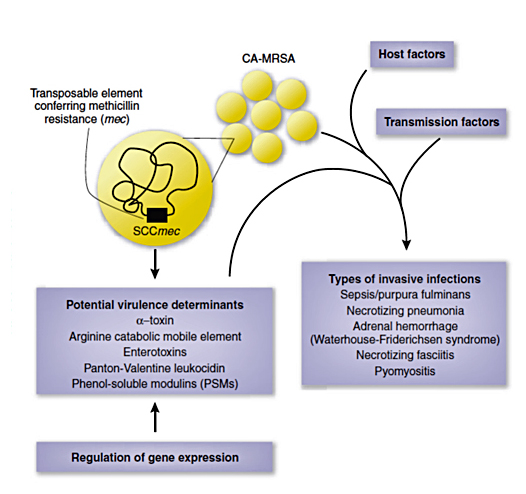 CA-MRSA
Host factors
Transposable element
conferring methicillin
resistance (mec)
Transmission factors
SCCmec
Potential virulence determinants
α–toxin
Arginine catabolic mobile element
Enterotoxins
Panton-Valentine leukocidin
Phenol-soluble modulins (PSMs)
Types of invasive infections
Sepsis/purpura fulminans
Necrotizing pneumonia
Adrenal hemorrhage
(Waterhouse-Friderichsen syndrome)
Necrotizing fasciitis
Pyomyositis
Regulation of gene expression